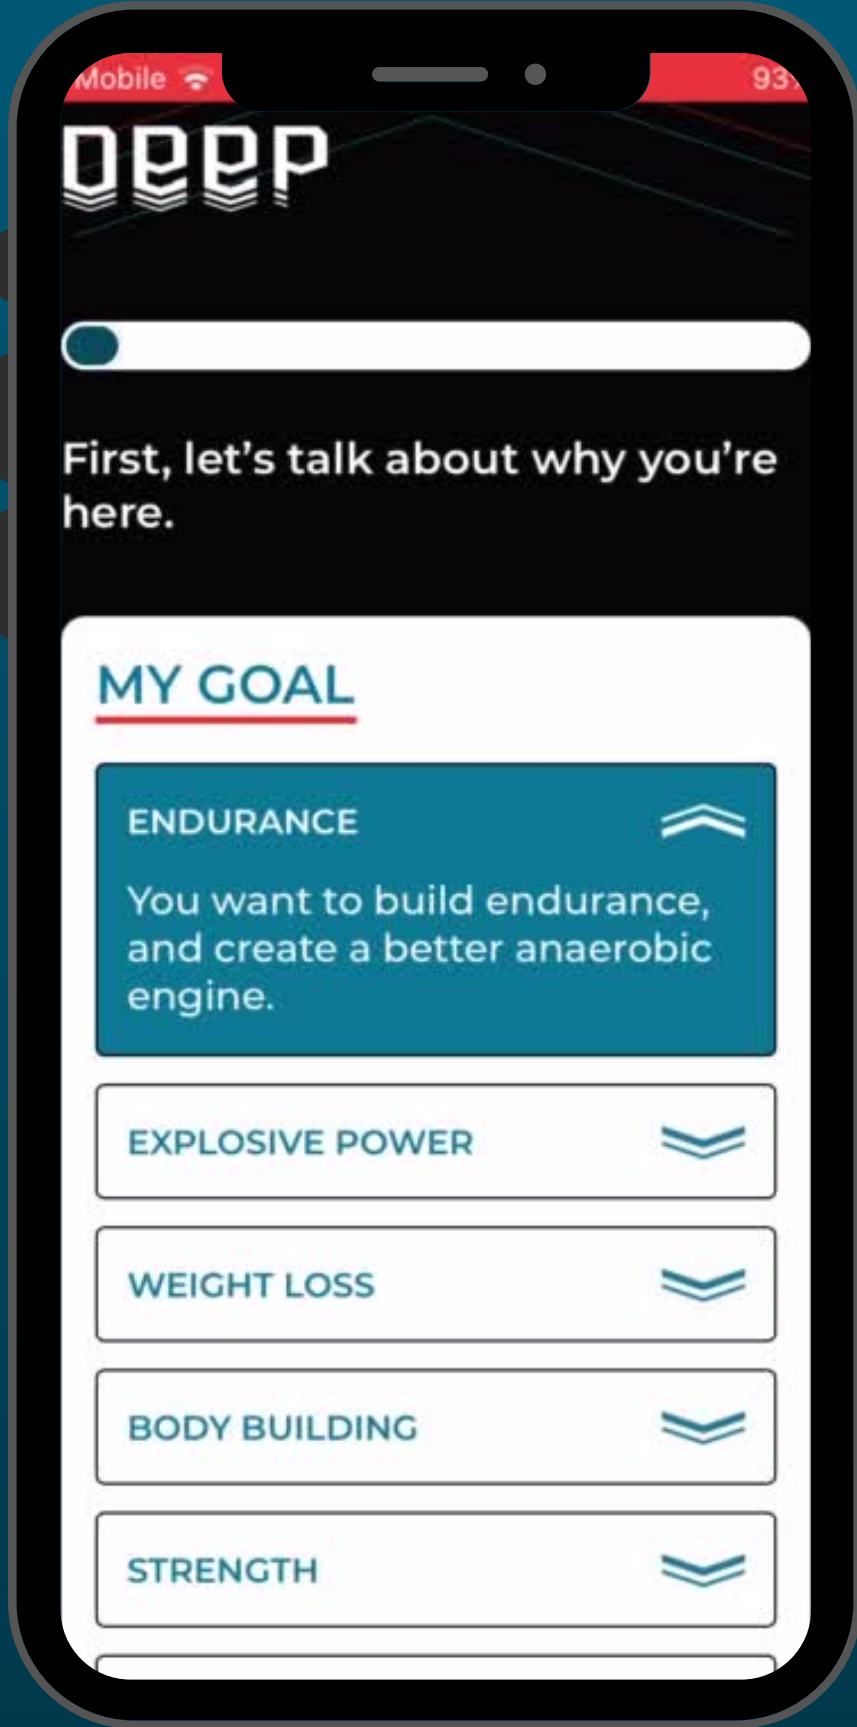 Mobile
DEEP
First, let's talk about why you're
here.
MY GOAL
ENDURANCE
You want to build endurance,
and create a better anaerobic
engine.
EXPLOSIVE POWER
WEIGHT LOSS
BODY BUILDING
STRENGTH